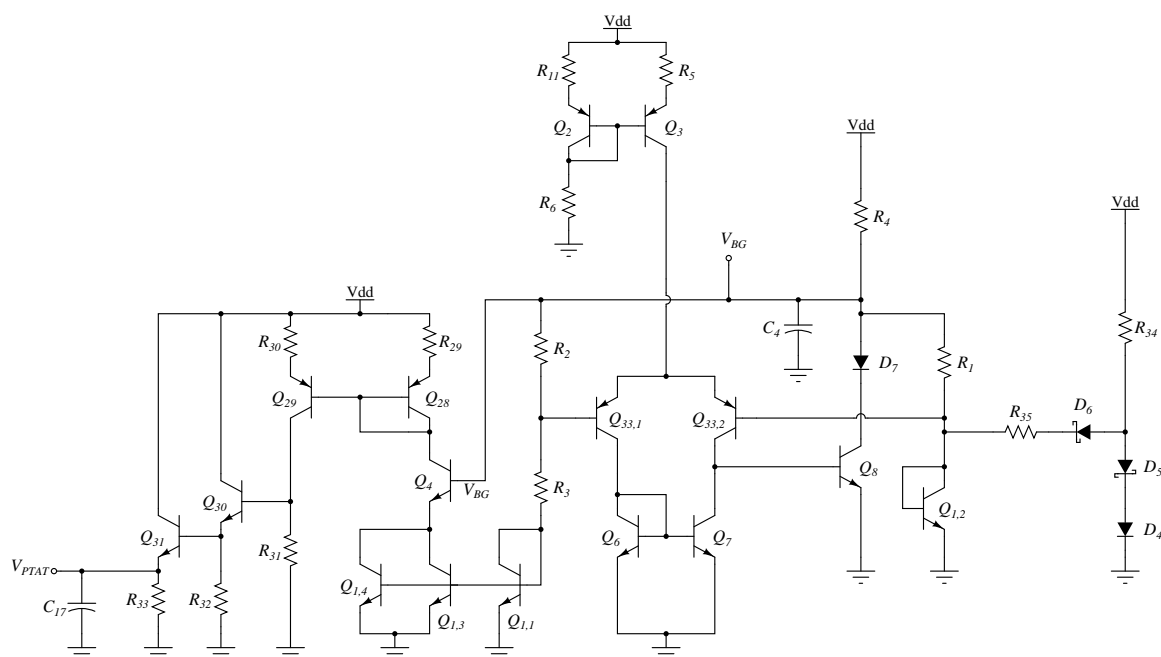 Vdd
R11
R5
Q2
Q3
R6
Vdd
R4
VBG
Vdd
R34
Vdd
R30
R29
Q29
Q28
R2
C4
D7
R1
Q33,1
Q33,2
R35
D6
D5
D4
Q4
VBG
R3
Q8
Q1,2
Q30
Q31
R31
Q6
Q7
VPTAT
C17
R33
R32
Q1,4
Q1,3
Q1,1